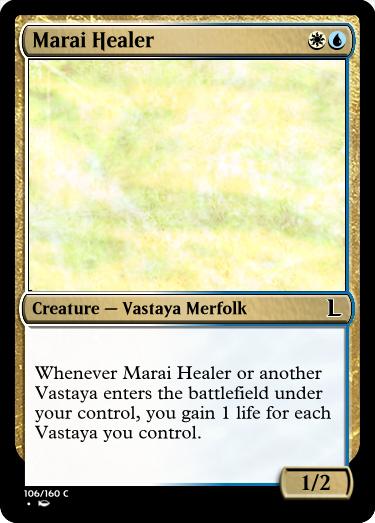 Marai Healer
Creature — Vastaya Merfolk
L
Whenever Marai Healer or another
Vastaya enters the battlefield under
your control, you gain 1 life for each
Vastaya you control.
1/2
106/160 C